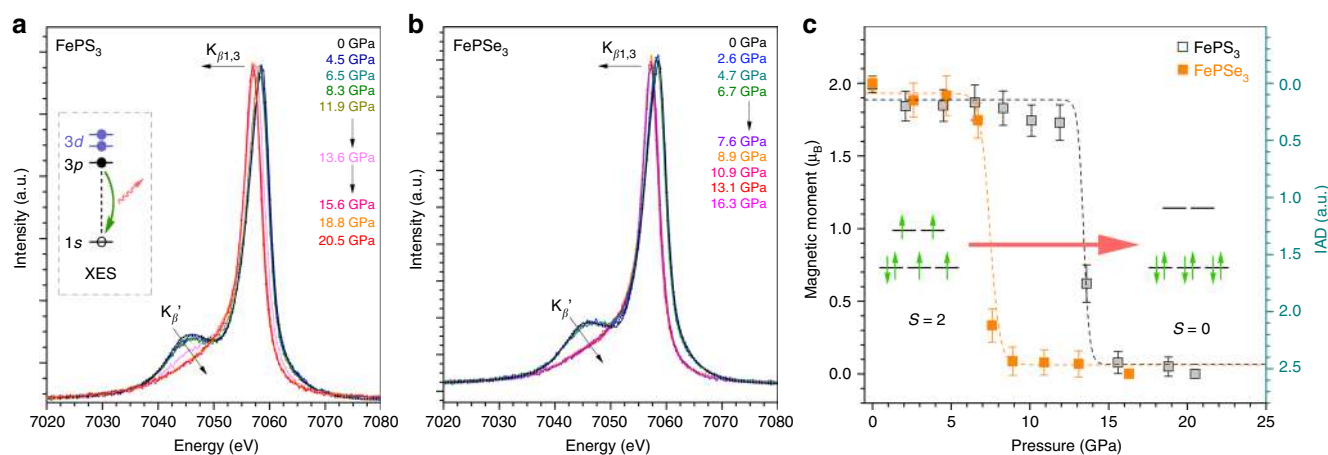 a
FePS3
Kβ1,3
0 GPa
4.5 GPa
6.5 GPa
8.3 GPa
11.9 GPa
13.6 GPa
15.6 GPa
18.8 GPa
20.5 GPa
3d
3p
1s
XES
Kβ′
Intensity (a.u.)
7020 7030 7040 7050 7060 7070 7080
Energy (eV)
b
FePSe3
Kβ1,3
0 GPa
2.6 GPa
4.7 GPa
6.7 GPa
7.6 GPa
8.9 GPa
10.9 GPa
13.1 GPa
16.3 GPa
Kβ′
Intensity (a.u.)
7020 7030 7040 7050 7060 7070 7080
Energy (eV)
c
FePS3
FePSe3
Magnetic moment (μB)
2.0
1.5
1.0
0.5
0.0
S = 2
S = 0
0.0
0.5
1.0
1.5
2.0
2.5
IAD (a.u.)
0 5 10 15 20 25
Pressure (GPa)